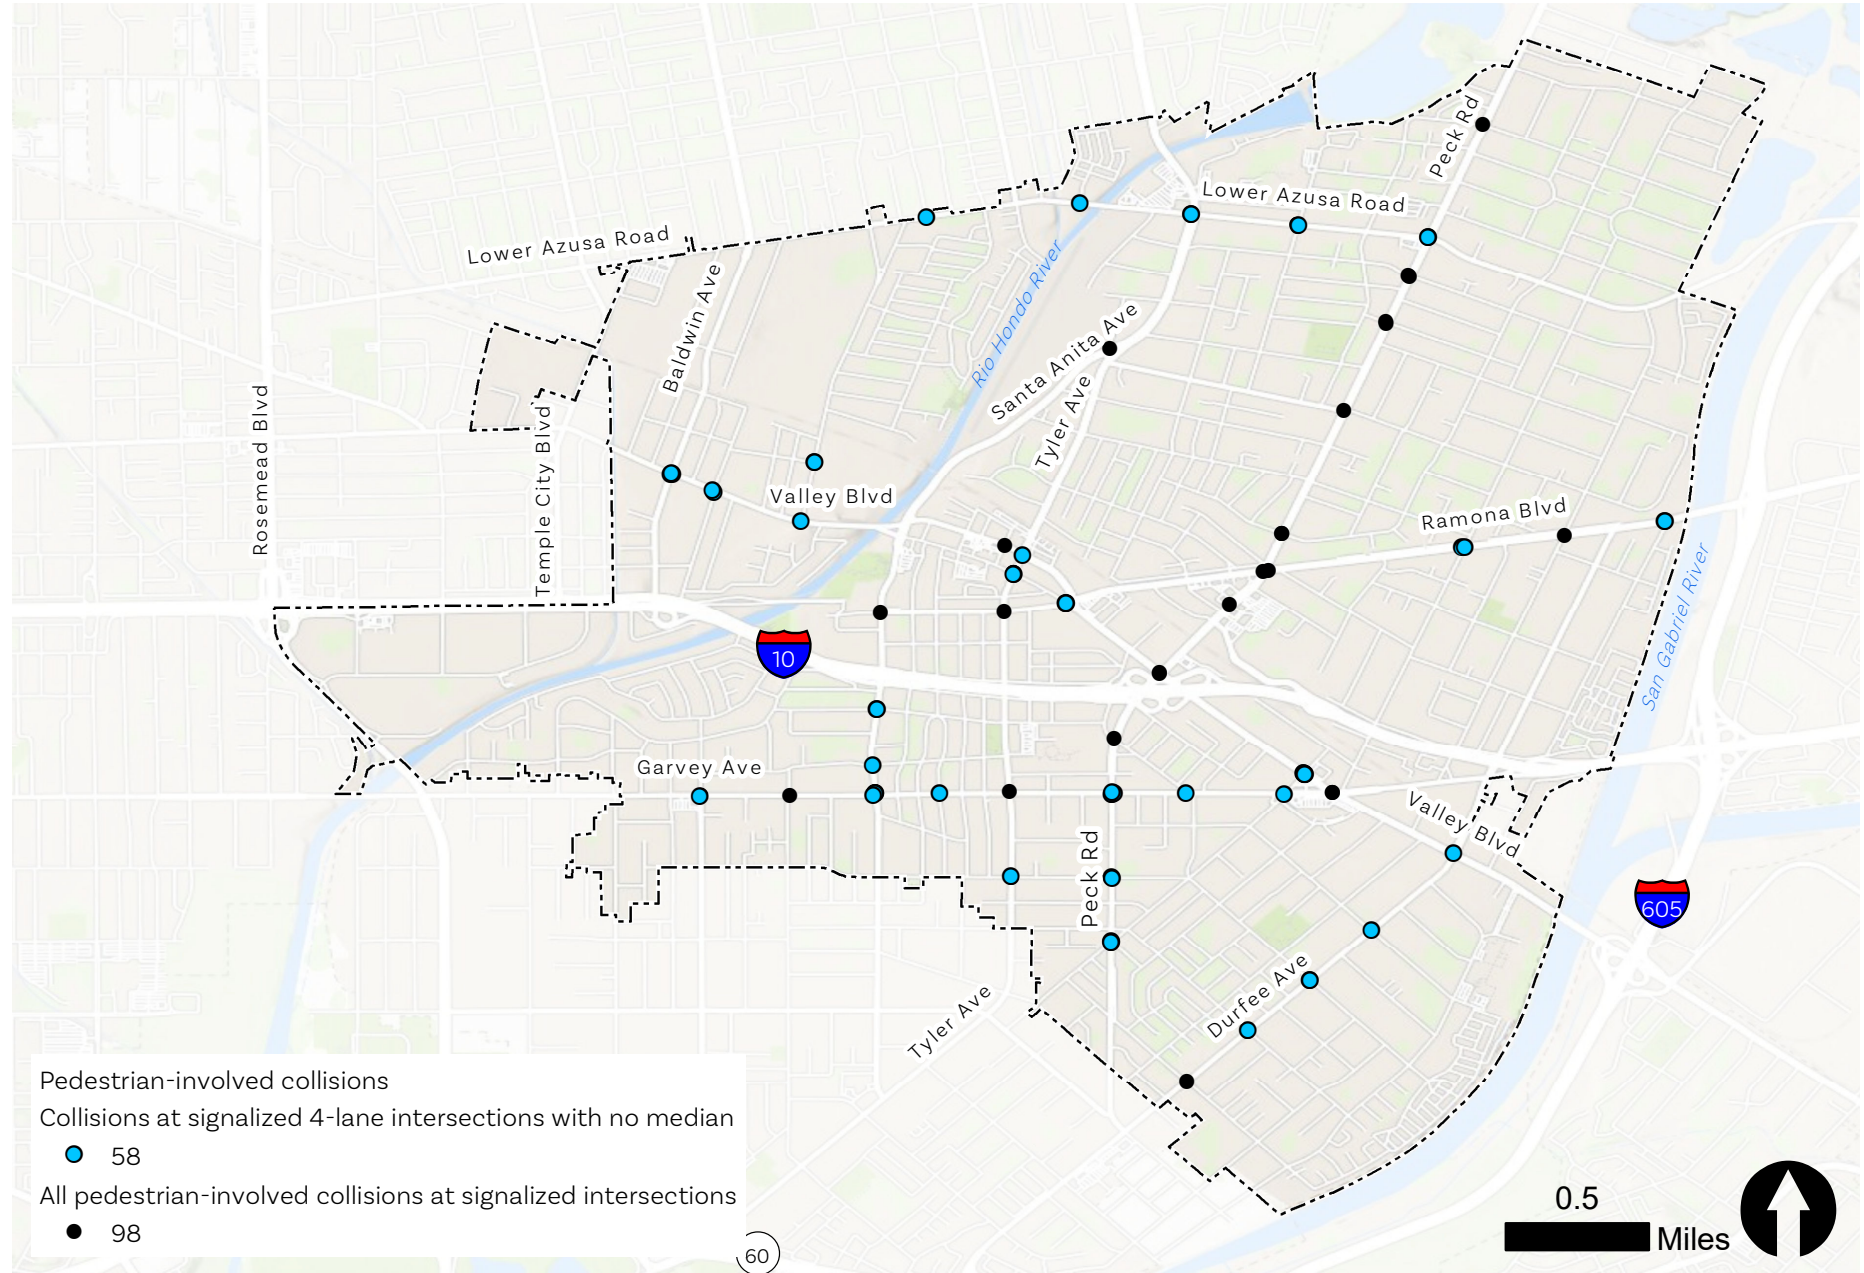 Peck Rd
Lower Azusa Road
Lower Azusa Road
Baldwin Ave
Rio Hondo River
Santa Anita Ave
Tyler Ave
Rosemead Blvd
Temple City Blvd
Valley Blvd
Ramona Blvd
San Gabriel River
10
Garvey Ave
Valley Blvd
Peck Rd
605
Durfee Ave
Tyler Ave
Pedestrian-involved collisions
Collisions at signalized 4-lane intersections with no median
58
All pedestrian-involved collisions at signalized intersections
98
60
0.5
Miles